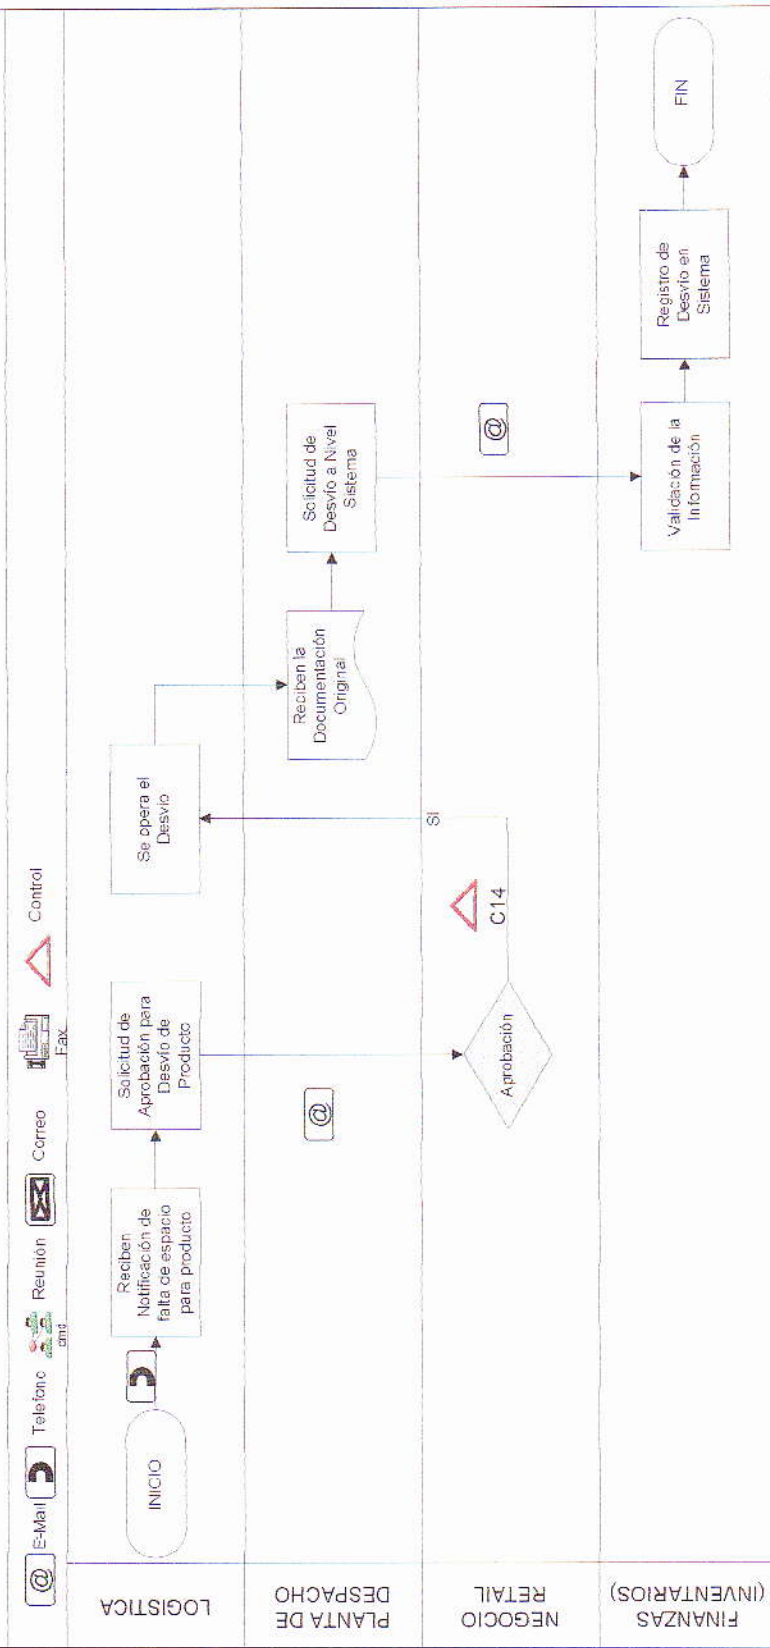 E-Mail
Telefono
Reunión
cmd
Correo
Fax
Control
LOGISTICA
INICIO
Reciben
Notificación de
falta de espacio
para producto
Solicitud de
Aprobación para
Desvío de
Producto
Se opera el
Desvío
PLANTA DE
DESPACHO
@
Reciben la
Documentación
Original
Solicitud de
Desvío a Nivel
Sistema
NEGOCIO
RETAIL
Aprobación
C14
SI
@
FINANZAS
(INVENTARIOS)
Validación de la
Información
Registro de
Desvío en
Sistema
FIN